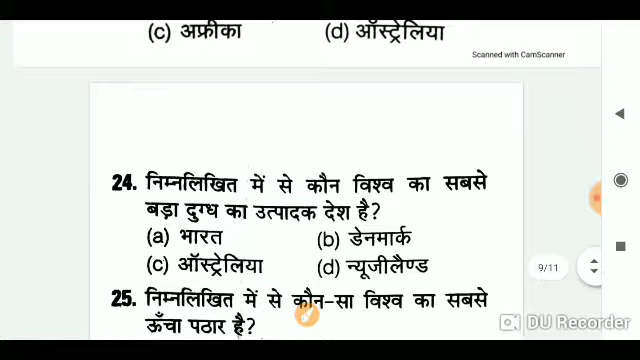 (c) अफ्रीका (d) ऑस्ट्रेलिया
Scanned with CamScanner
24. निम्नलिखित में से कौन विश्व का सबसे
बड़ा दुग्ध का उत्पादक देश है?
(a) भारत (b) डेनमार्क
(c) ऑस्ट्रेलिया (d) न्यूजीलैण्ड
9/11
25. निम्नलिखित में से कौन-सा विश्व का सबसे
ऊँचा पठार है?
DU Recorder